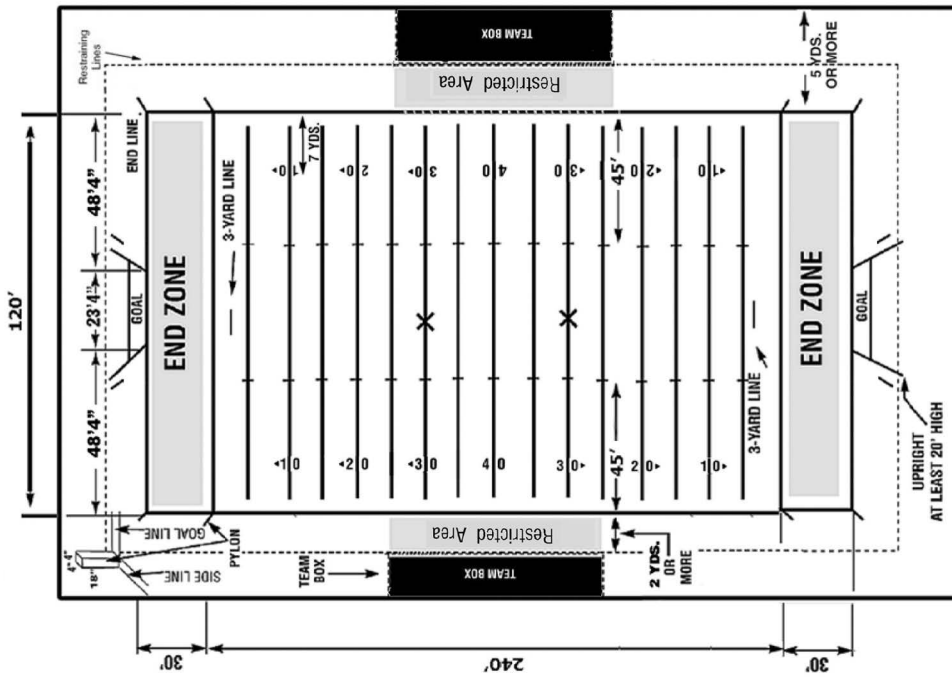 Restraining
Lines
TEAM BOX
Restricted Area
5 YDS.
OR MORE
120'
48'4"
23'4"
48'4"
END LINE
GOAL
END ZONE
3-YARD LINE
7 YDS.
10
20
30
40
30
20
10
45'
END ZONE
GOAL
10
20
30
40
30
20
10
45'
3-YARD LINE
UPRIGHT
AT LEAST 20' HIGH
4"
18"
GOAL LINE
PYLON
SIDE LINE
TEAM
BOX
Restricted Area
TEAM BOX
2 YDS.
OR
MORE
30'
240'
30'